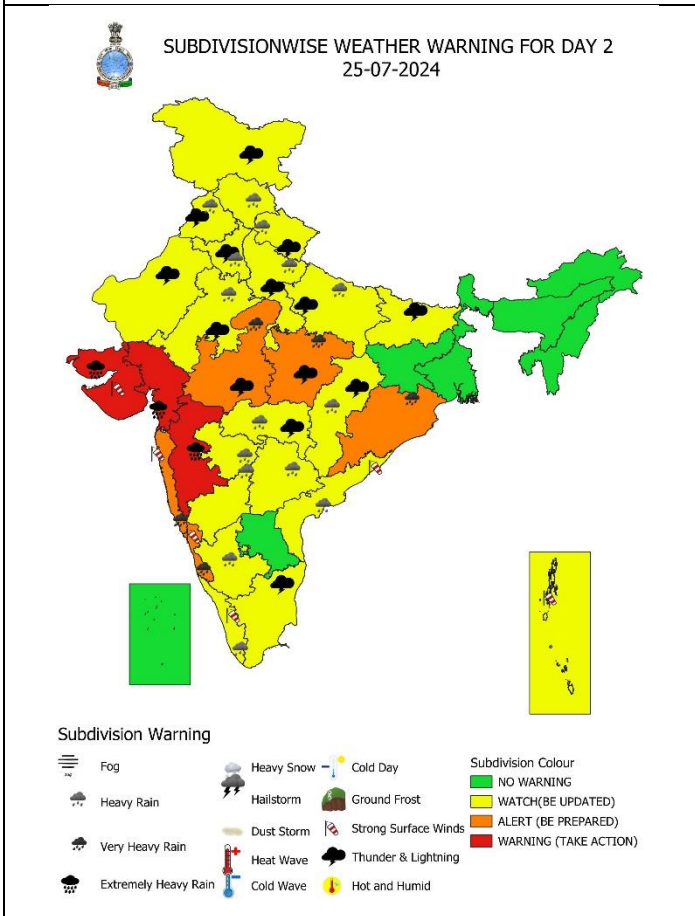 SUBDIVISIONWISE WEATHER WARNING FOR DAY 2
25-07-2024
Subdivision Warning
Fog
Heavy Rain
Very Heavy Rain
Extremely Heavy Rain
Heavy Snow
Hailstorm
Dust Storm
Heat Wave
Cold Wave
Cold Day
Ground Frost
Strong Surface Winds
Thunder & Lightning
Hot and Humid
Subdivision Colour
NO WARNING
WATCH(BE UPDATED)
ALERT (BE PREPARED)
WARNING (TAKE ACTION)